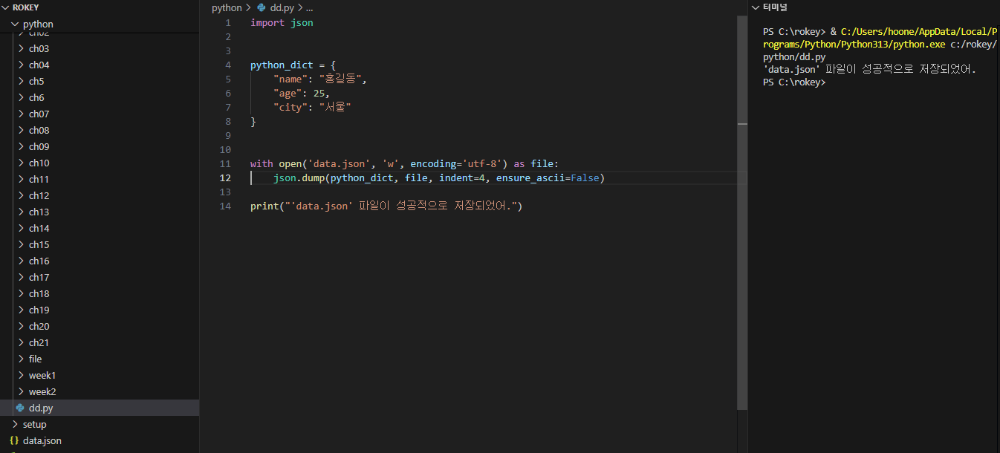 ROKEY
python
ch02
ch03
ch04
ch5
ch6
ch07
ch08
ch09
ch10
ch11
ch12
ch13
ch14
ch15
ch16
ch17
ch18
ch19
ch20
ch21
file
week1
week2
dd.py
setup
{} data.json
python > dd.py > ...
1 import json
2
3
4 python_dict = {
5 "name": "홍길동",
6 "age": 25,
7 "city": "서울"
8 }
9
10
11 with open('data.json', 'w', encoding='utf-8') as file:
12 json.dump(python_dict, file, indent=4, ensure_ascii=False)
13
14 print("'data.json' 파일이 성공적으로 저장되었어.")
터미널
PS C:\rokey> & C:/Users/hoone/AppData/Local/P
rograms/Python/Python313/python.exe c:/rokey/
python/dd.py
'data.json' 파일이 성공적으로 저장되었어.
PS C:\rokey>